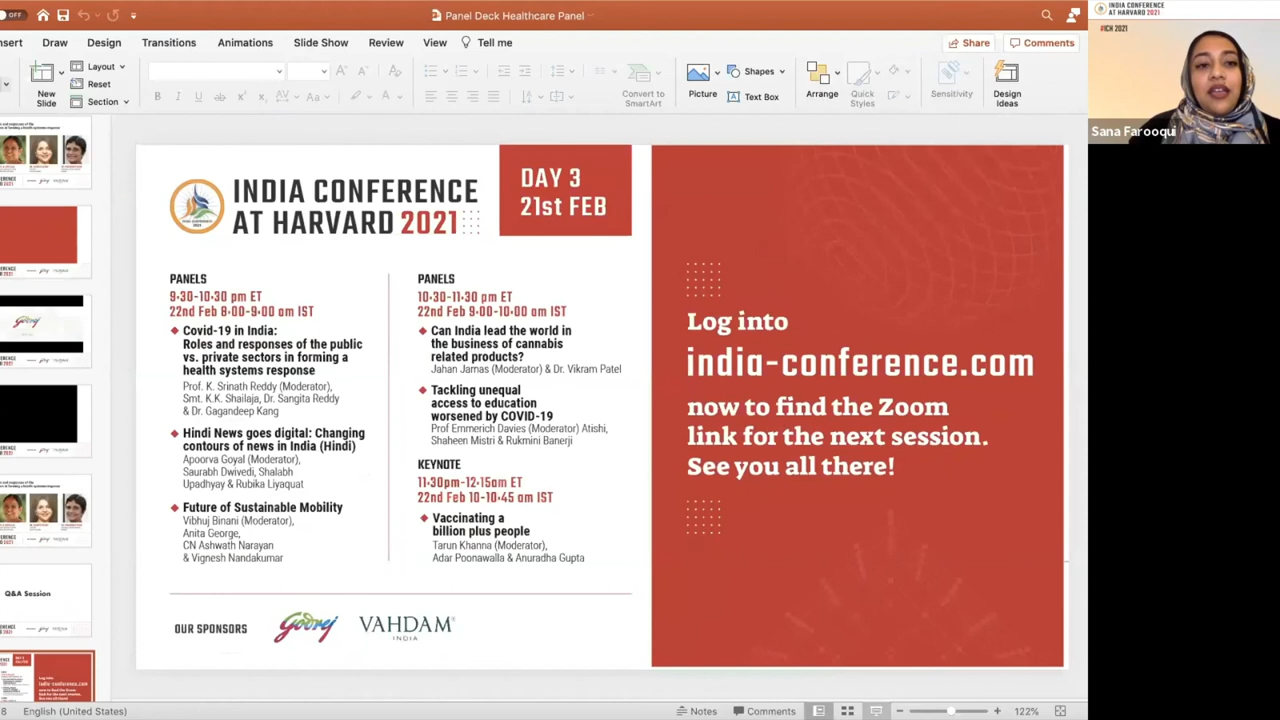 OFF
Panel Deck Healthcare Panel
nsert
Draw
Design
Transitions
Animations
Slide Show
Review
View
Tell me
Share
Comments
New
Slide
Layout
Reset
Section
Convert to
SmartArt
Picture
Shapes
Text Box
Arrange
Quick
Styles
Sensitivity
Design
Ideas
INDIA CONFERENCE
AT HARVARD 2021
DAY 3
21st FEB
PANELS
9:30-10:30 pm ET
22nd Feb 8:00-9:00 am IST
Covid-19 in India:
Roles and responses of the public
vs. private sectors in forming a
health systems response
Prof. K. Srinath Reddy (Moderator),
Smt. K.K. Shailaja, Dr. Sangita Reddy
& Dr. Gagandeep Kang
Hindi News goes digital: Changing
contours of news in India (Hindi)
Apoorva Goyal (Moderator),
Saurabh Dwivedi, Shalabh
Upadhyay & Rubika Liyaquat
Future of Sustainable Mobility
Vibhuj Binani (Moderator),
Anita George,
CN Ashwath Narayan
& Vignesh Nandakumar
PANELS
10:30-11:30 pm ET
22nd Feb 9:00-10:00 am IST
Can India lead the world in
the business of cannabis
related products?
Jahan Jamas (Moderator) & Dr. Vikram Patel
Tackling unequal
access to education
worsened by COVID-19
Prof Emmerich Davies (Moderator) Atishi,
Shaheen Mistri & Rukmini Banerji
KEYNOTE
11:30pm-12:15am ET
22nd Feb 10-10:45 am IST
Vaccinating a
billion plus people
Tarun Khanna (Moderator),
Adar Poonawalla & Anuradha Gupta
OUR SPONSORS
Godrej
VAHDAM
INDIA
Log into
india-conference.com
now to find the Zoom
link for the next session.
See you all there!
Q&A Session
INDIA CONFERENCE
AT HARVARD 2021
#ICH 2021
Sana Farooqui
8
English (United States)
Notes
Comments
122%